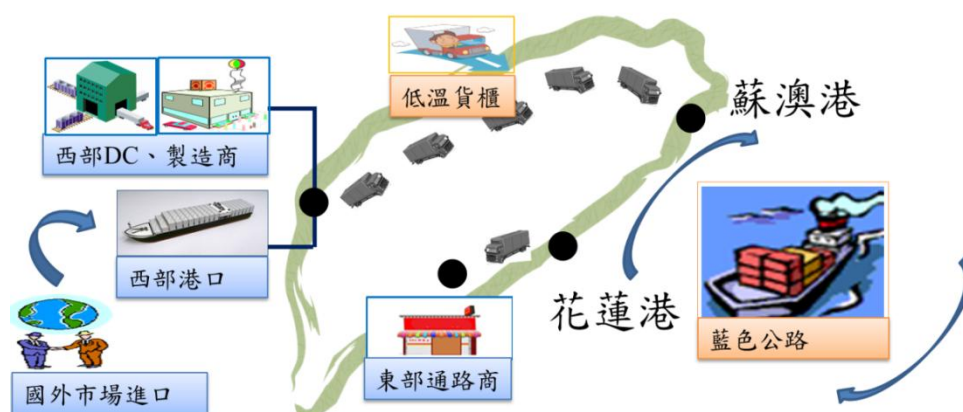 低溫貨櫃
蘇澳港
西部DC、製造商
西部港口
花蓮港
藍色公路
東部通路商
國外市場進口